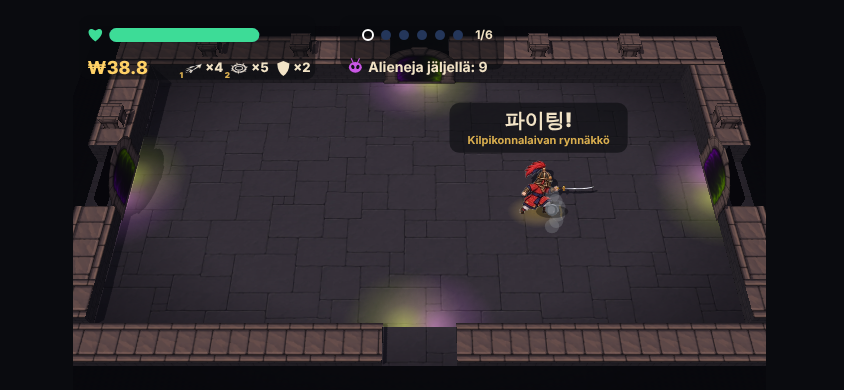 1/6
₩38.8
1 ×4 2 ×5 ×2
Alieneja jäljellä: 9
파이팅!
Kilpikonnalaivan rynnäkkö